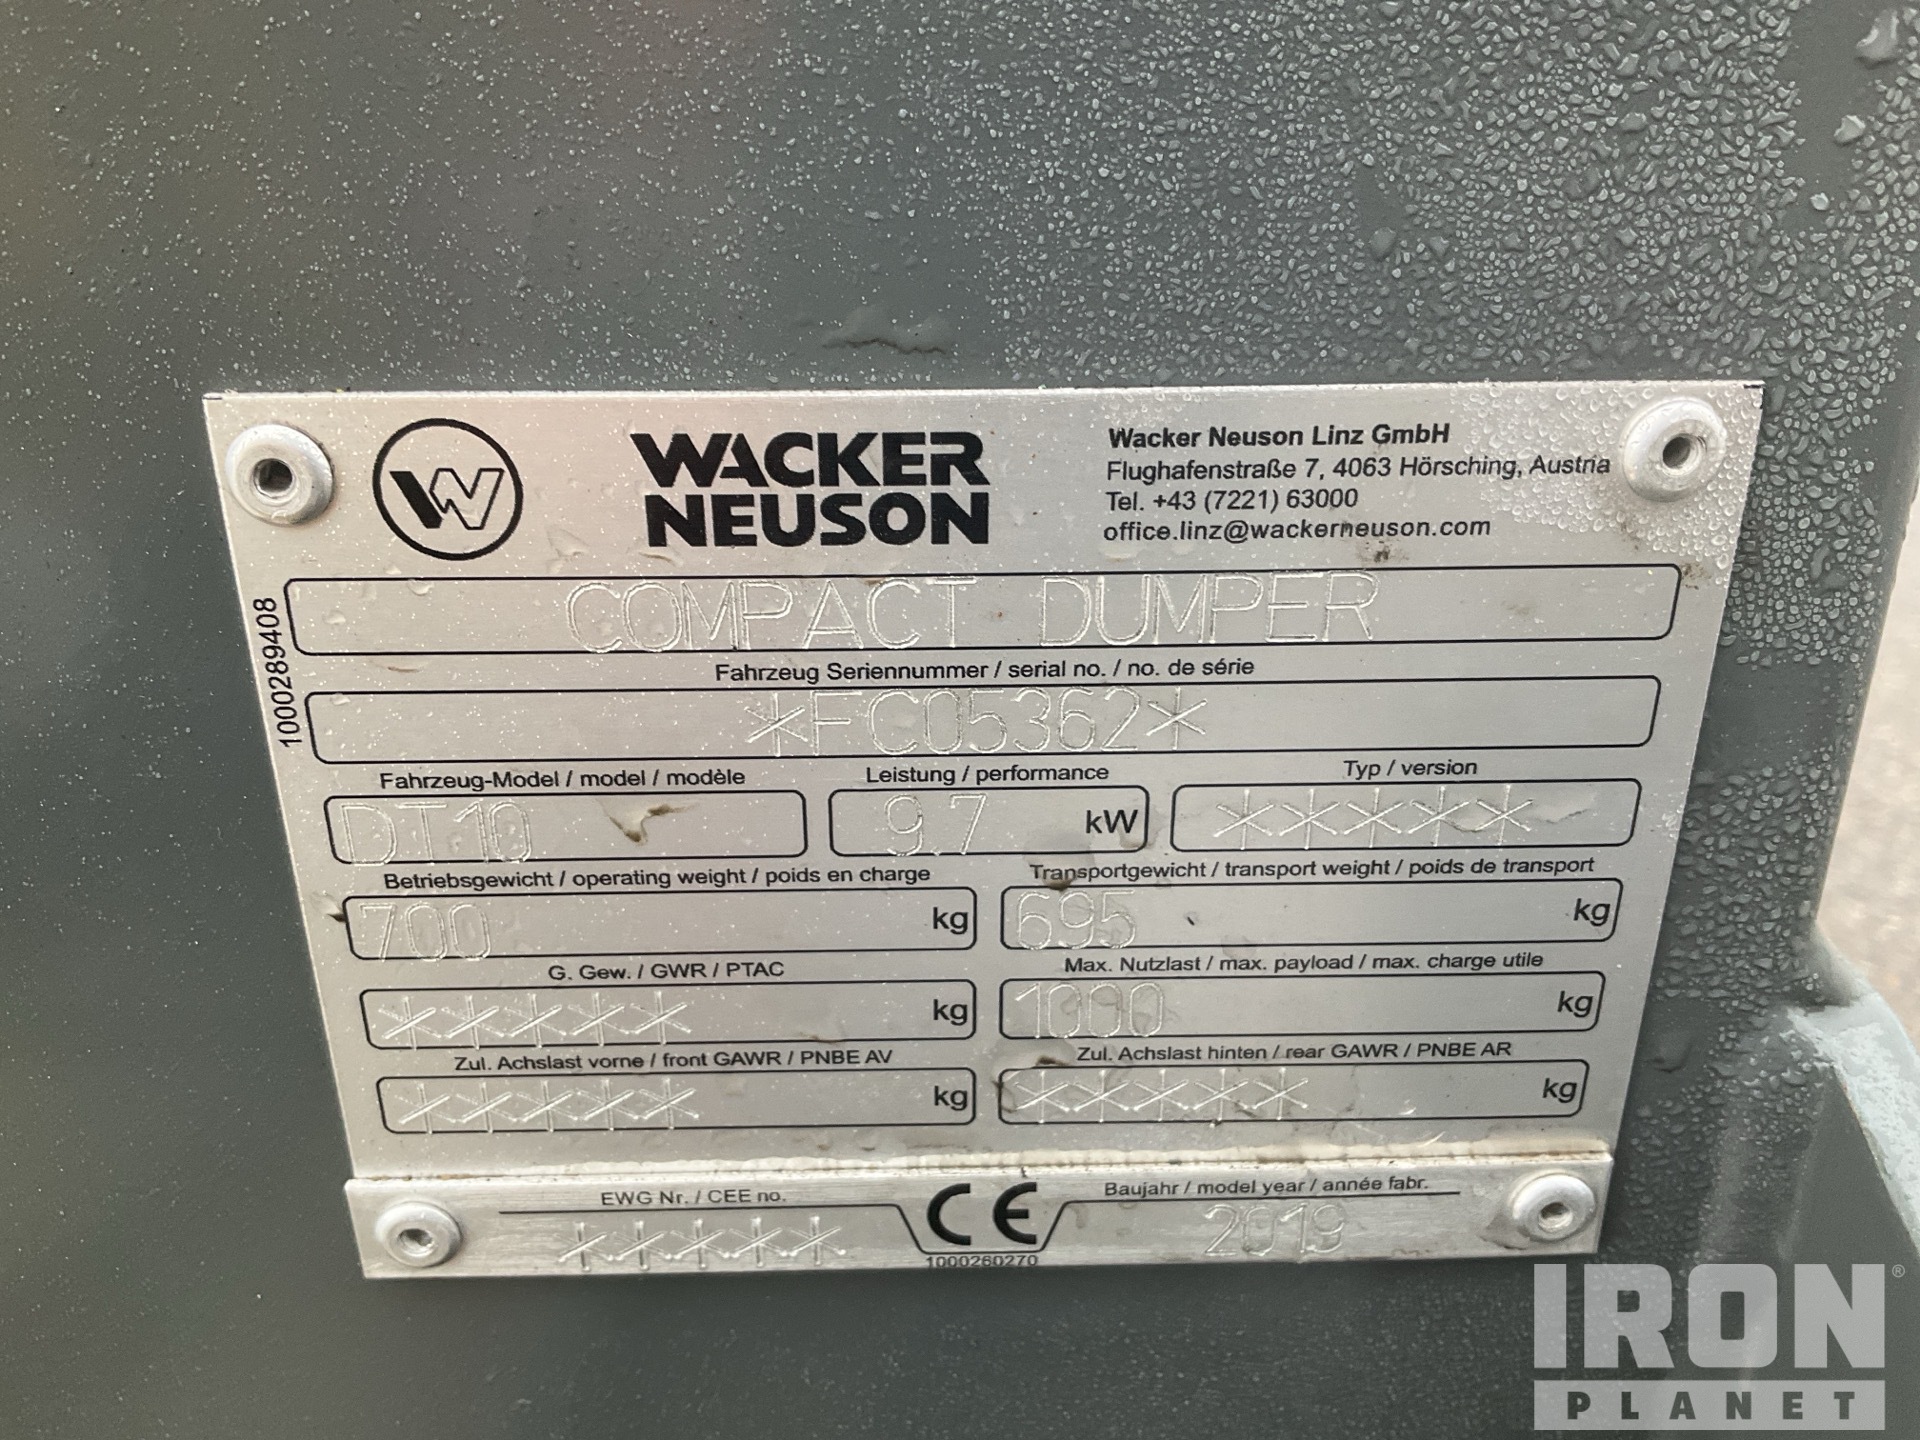 WACKER
NEUSON
Wacker Neuson Linz GmbH
Flughafenstraße 7, 4063 Hörsching, Austria
Tel. +43 (7221) 63000
office.linz@wackerneuson.com
1000289408
COMPACT DUMPER
Fahrzeug Seriennummer / serial no. / no. de série
*FC05362*
Fahrzeug-Model / model / modèle
DT10
Leistung / performance
9.7 kW
Typ / version
*****
Betriebsgewicht / operating weight / poids en charge
700 kg
Transportgewicht / transport weight / poids de transport
695 kg
G. Gew. / GWR / PTAC
***** kg
Max. Nutzlast / max. payload / max. charge utile
1000 kg
Zul. Achslast vorne / front GAWR / PNBE AV
***** kg
Zul. Achslast hinten / rear GAWR / PNBE AR
***** kg
EWG Nr. / CEE no.
*****
CE
1000260270
Baujahr / model year / année fabr.
2019
IRON®
PLANET